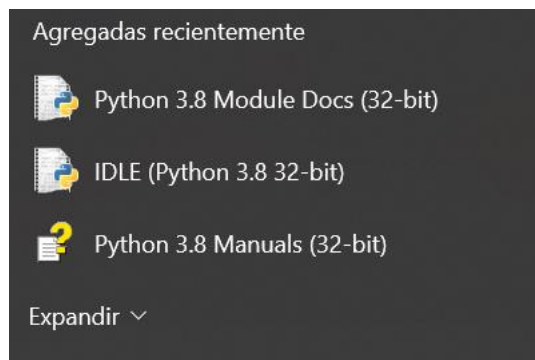 Agregadas recientemente
Python 3.8 Module Docs (32-bit)
IDLE (Python 3.8 32-bit)
Python 3.8 Manuals (32-bit)
Expandir